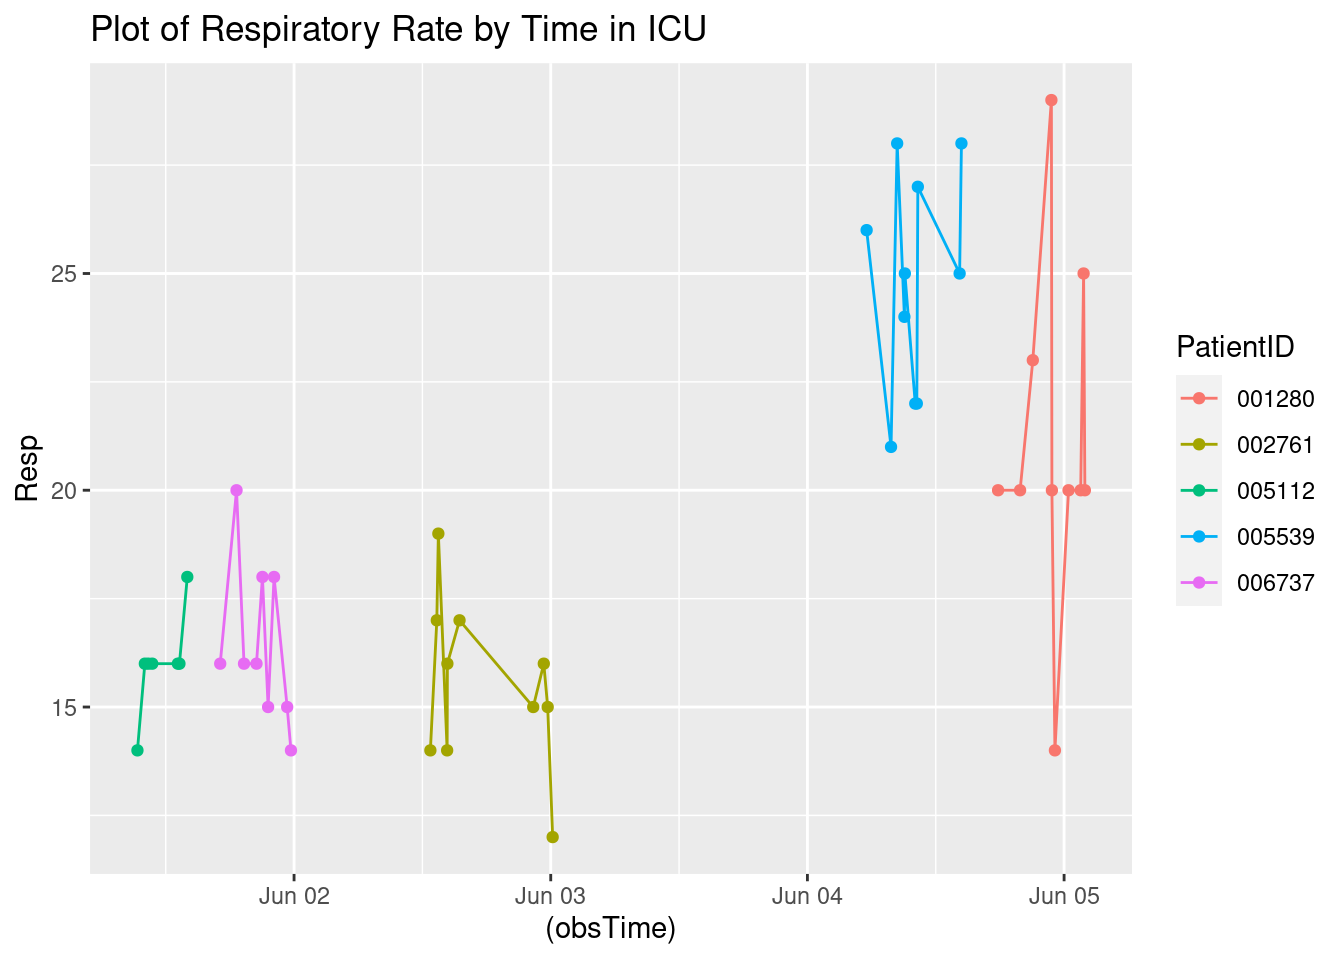 Plot of Respiratory Rate by Time in ICU
Resp
25
20
15
Jun 02
Jun 03
Jun 04
Jun 05
(obsTime)
PatientID
001280
002761
005112
005539
006737